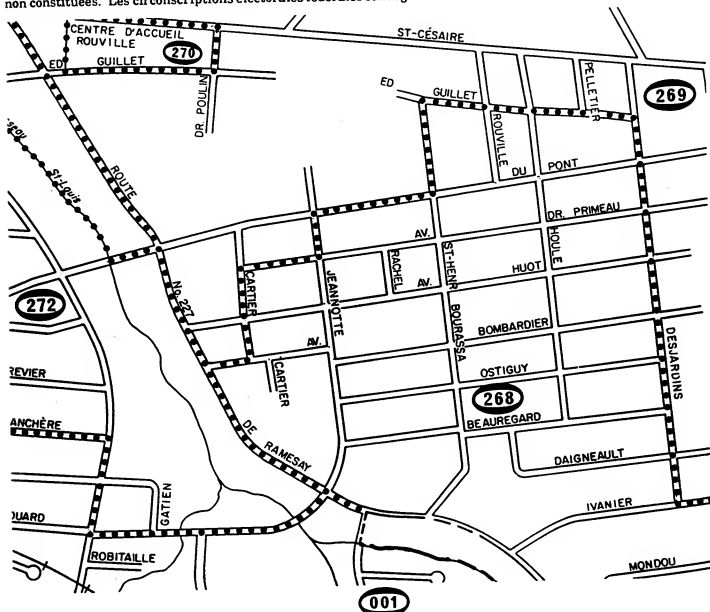 non constituées. Les circonscriptions électorales
ST-CÉSAIRE
CENTRE D'ACCUEIL
ROUVILLE
270
ED
GUILLET
DR. POULIN
PELLETIER
269
ED
GUILLET
ROUVILLE
ROUTE
St-Louis
DU PONT
DR. PRIMEAU
AV.
HOULE
ST-HENRI
RACHEL
HUOT
AV.
JEANNOTTE
CARTIER
No. 227
272
BOURASSA
BOMBARDIER
AV.
DESJARDINS
CARTIER
OSTIGUY
REVIER
268
BEAUREGARD
ANCHÈRE
DE RAMESAY
DAIGNEAULT
GATIEN
IVANIER
OUARD
ROBITAILLE
MONDOU
001